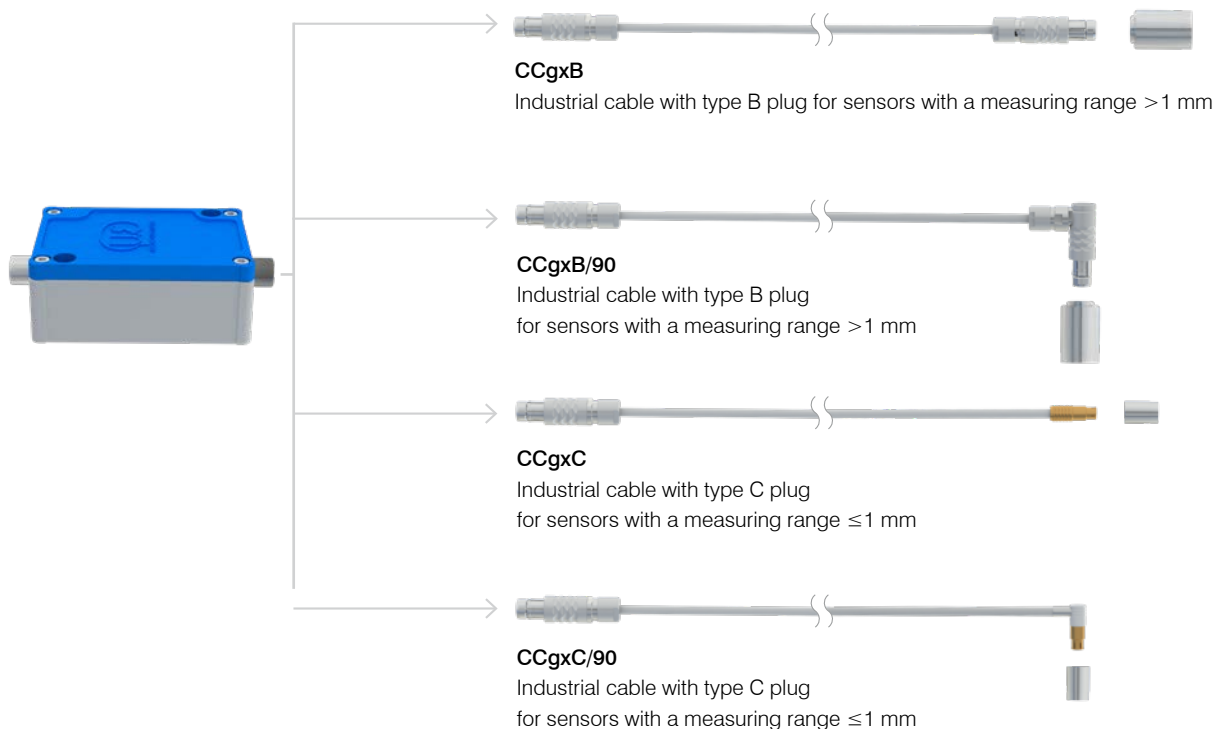 CCgxB
Industrial cable with type B plug for sensors with a measuring range >1 mm
CCgxB/90
Industrial cable with type B plug
for sensors with a measuring range >1 mm
CCgxC
Industrial cable with type C plug
for sensors with a measuring range ≤1 mm
CCgxC/90
Industrial cable with type C plug
for sensors with a measuring range ≤1 mm